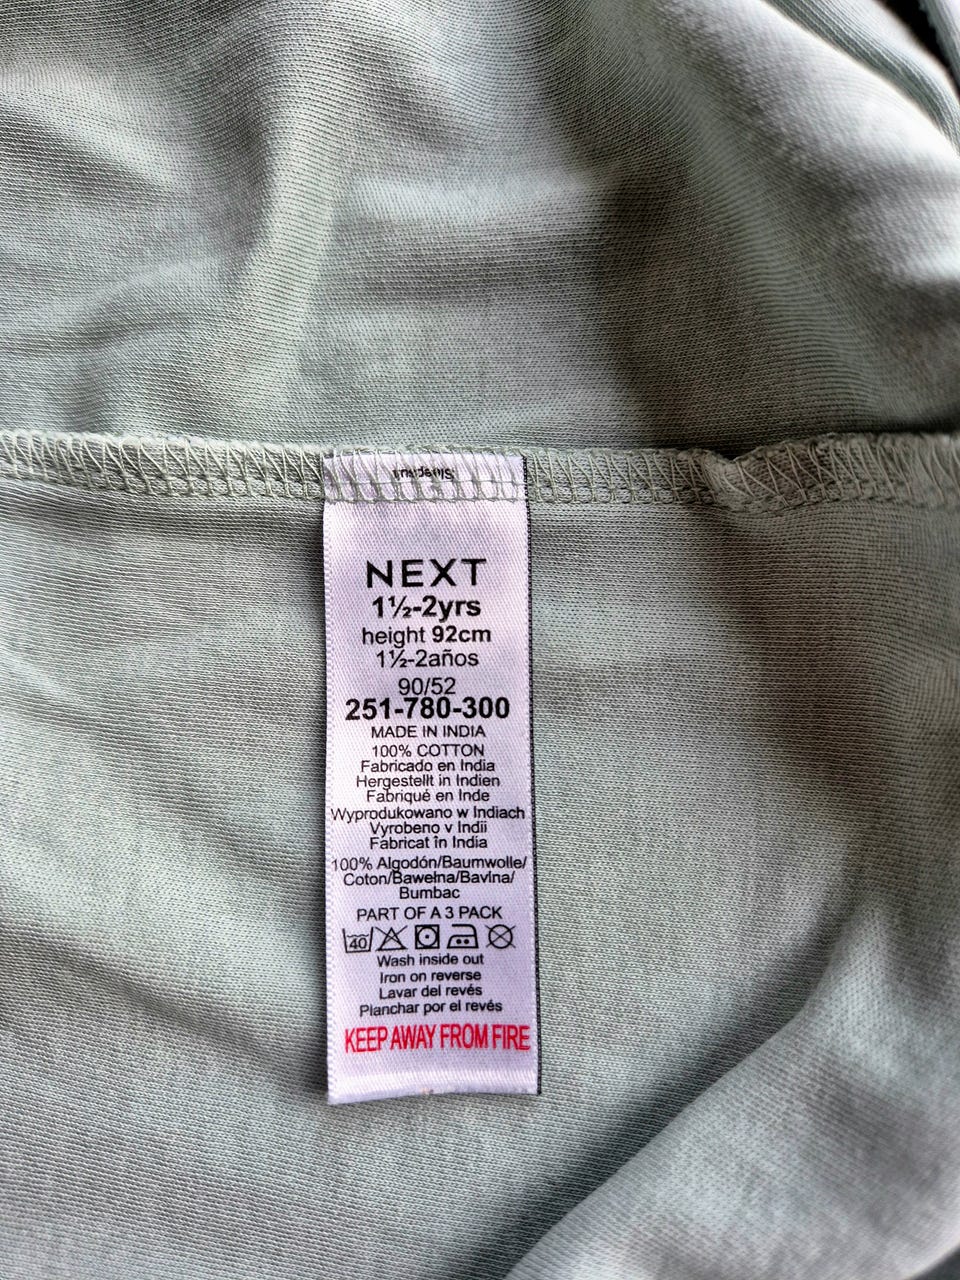 NEXT
1½-2yrs
height 92cm
1½-2años
90/52
251-780-300
MADE IN INDIA
100% COTTON
Fabricado en India
Hergestellt in Indien
Fabriqué en Inde
Wyprodukowano w Indiach
Vyrobeno v Indii
Fabricat în India
100% Algodón/Baumwolle/
Coton/Bawełna/Bavlna/
Bumbac
PART OF A 3 PACK
40
Wash inside out
Iron on reverse
Lavar del revés
Planchar por el revés
KEEP AWAY FROM FIRE